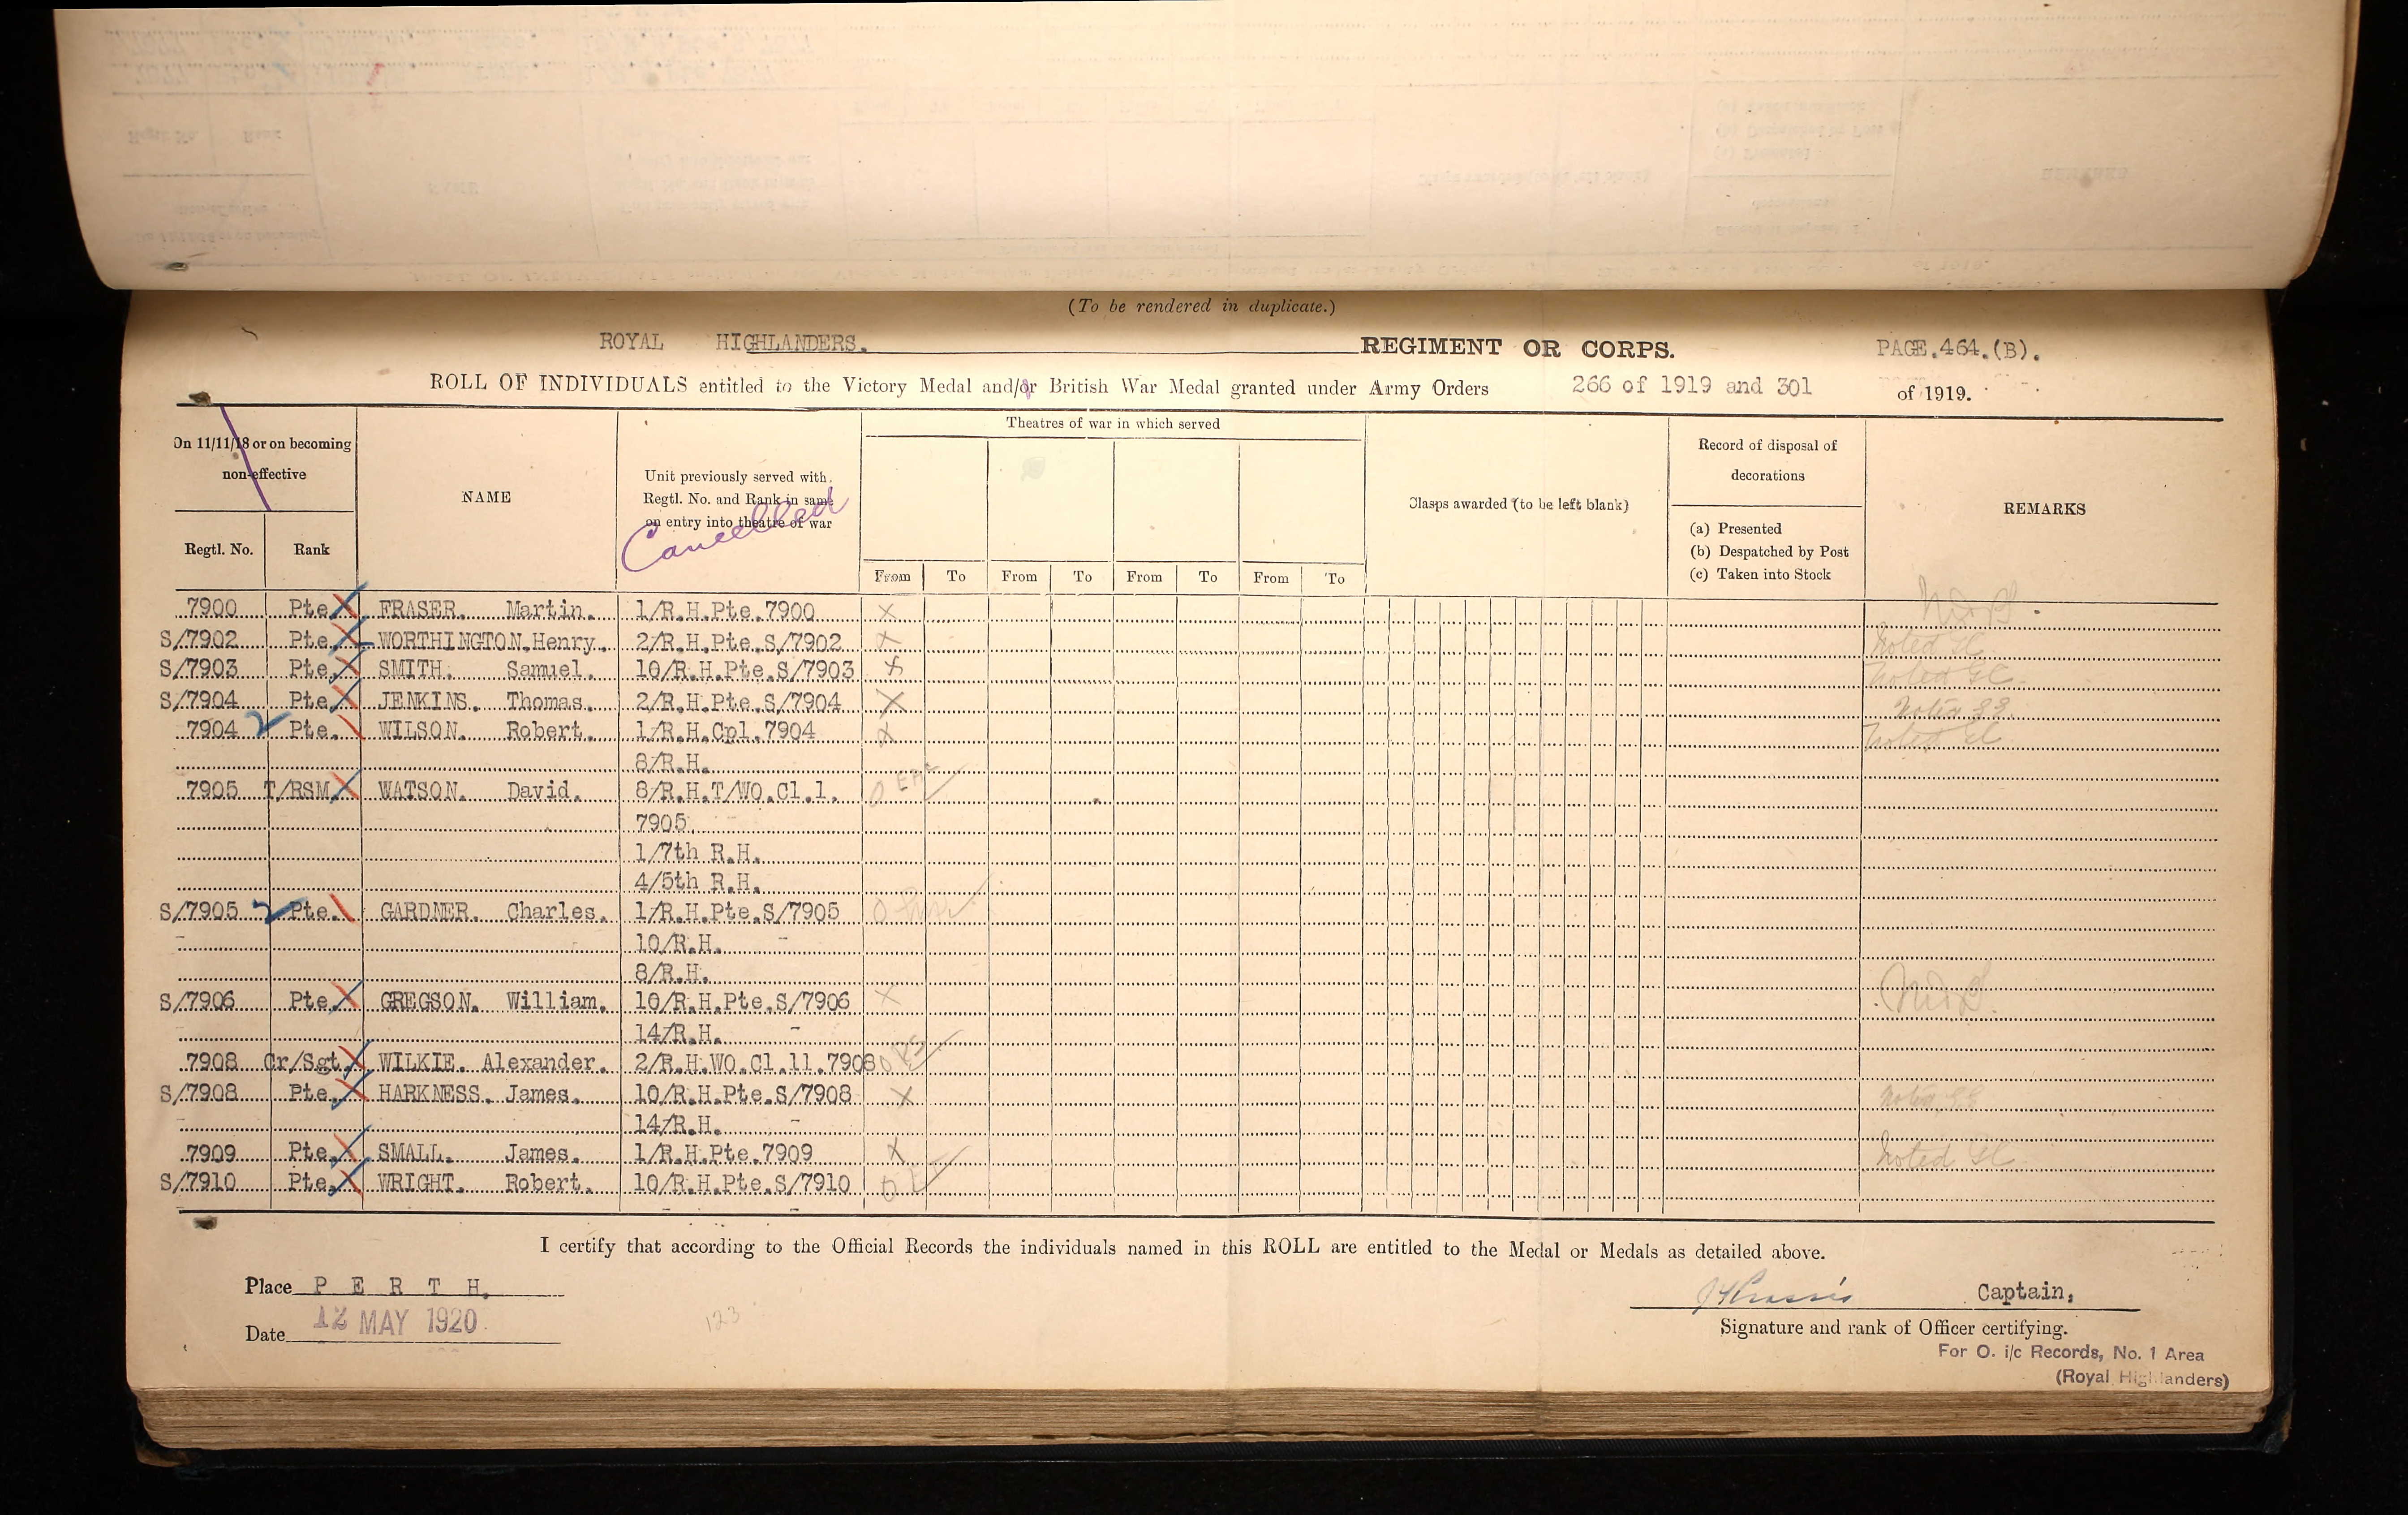 (To be rendered in duplicate.)
ROYAL HIGHLANDERS. REGIMENT OR CORPS. PAGE.464.(B).
ROLL OF INDIVIDUALS entitled to the Victory Medal and/or British War Medal granted under Army Orders 266 of 1919 and 301 of 1919.
On 11/11/18 or on becoming
non-effective
Regtl. No. Rank
NAME
Unit previously served with.
Regtl. No. and Rank in same
on entry into theatre of war
Cancelled
Theatres of war in which served
From To From To From To From To
Clasps awarded (to be left blank)
Record of disposal of
decorations
(a) Presented
(b) Despatched by Post
(c) Taken into Stock
REMARKS
7900 Pte. FRASER. Martin. 1/R.H.Pte.7900 X
S/7902 Pte. WORTHINGTON.Henry. 2/R.H.Pte.S/7902 X Noted GC
S/7903 Pte. SMITH. Samuel. 10/R.H.Pte.S/7903 X Noted GC
S/7904 Pte. JENKINS. Thomas. 2/R.H.Pte.S/7904 X Noted
7904 Pte. WILSON. Robert. 1/R.H.Cpl.7904 X Noted GC
8/R.H.
7905 T/RSM. WATSON. David. 8/R.H.T/WO.Cl.1.
7905.
1/7th R.H.
4/5th R.H.
S/7905 Pte. GARDNER. Charles. 1/R.H.Pte.S/7905
10/R.H. -
8/R.H.
S/7906 Pte. GREGSON. William. 10/R.H.Pte.S/7906 X
14/R.H. -
7908 Cr/Sgt. WILKIE. Alexander. 2/R.H.WO.Cl.11.7908
S/7908 Pte. HARKNESS. James. 10/R.H.Pte.S/7908 X Noted
14/R.H. -
7909 Pte. SMALL. James. 1/R.H.Pte.7909 X Noted GC
S/7910 Pte. WRIGHT. Robert. 10/R.H.Pte.S/7910
I certify that according to the Official Records the individuals named in this ROLL are entitled to the Medal or Medals as detailed above.
Place P E R T H.
Captain,
Date 12 MAY 1920
123
Signature and rank of Officer certifying.
For O. i/c Records, No. 1 Area
(Royal Highlanders)